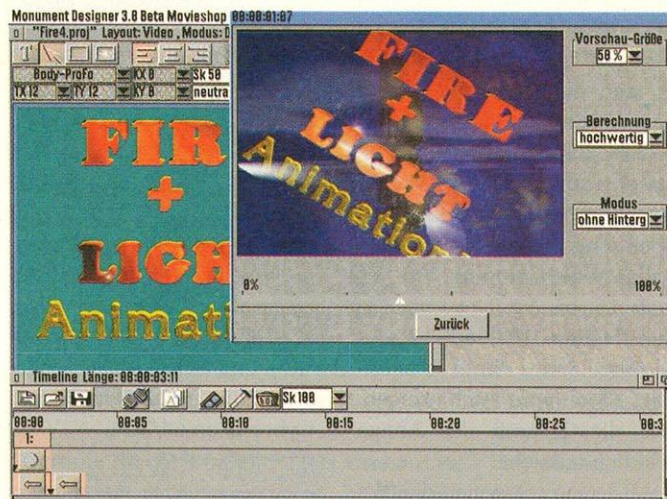 Monument Designer 3.0 Beta Movieshop
"Fire4.proj" Layout: Video , Modus:
T
Body-Profo KX 0 Sk 50
TX 12 TY 12 KY 0 neutra
FIR
+
LIGH
Animati
00:00:01:07
FIRE
+
LIGHT
Animation
Vorschau-Größe
50 %
Berechnung
hochwertig
Modus
ohne Hinterg
0% 100%
Zurück
Timeline Länge: 00:00:03:11
Sk 100
00:00 00:05 00:10 00:15 00:20 00:25 00:3
1: